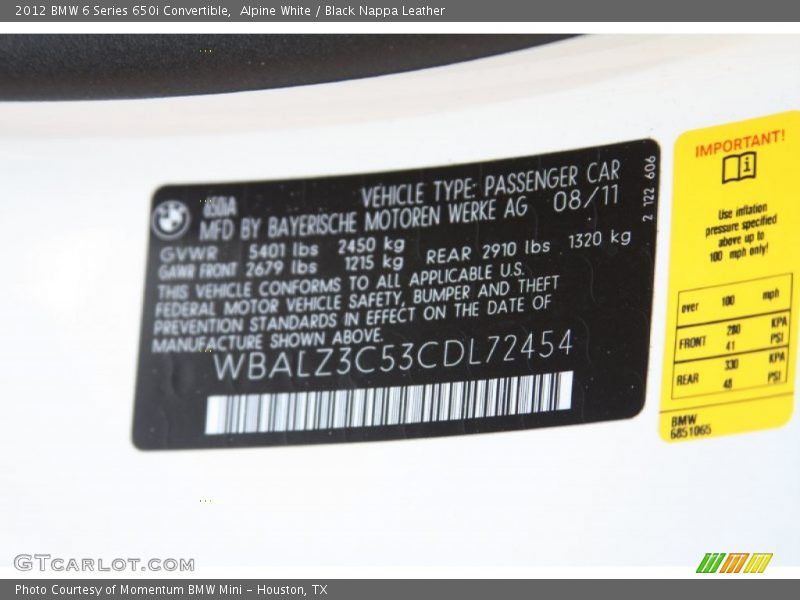 2012 BMW 6 Series 650i Convertible,  Alpine White / Black Nappa Leather
VEHICLE TYPE: PASSENGER CAR
MFD BY BAYERISCHE MOTOREN WERKE AG 08/11
GVWR 5401 lbs 2450 kg
GAWR FRONT 2679 lbs 1215 kg REAR 2910 lbs 1320 kg
THIS VEHICLE CONFORMS TO ALL APPLICABLE U.S.
FEDERAL MOTOR VEHICLE SAFETY, BUMPER AND THEFT
PREVENTION STANDARDS IN EFFECT ON THE DATE OF
MANUFACTURE SHOWN ABOVE.
WBALZ3C53CDL72454
2 122 606
IMPORTANT!
Use inflation
pressure specified
above up to
100 mph only!
over 100 mph
FRONT 280 KPA
41 PSI
REAR 330 KPA
48 PSI
BMW
6851065
GTCARLOT.COM
Photo Courtesy of Momentum BMW Mini – Houston, TX